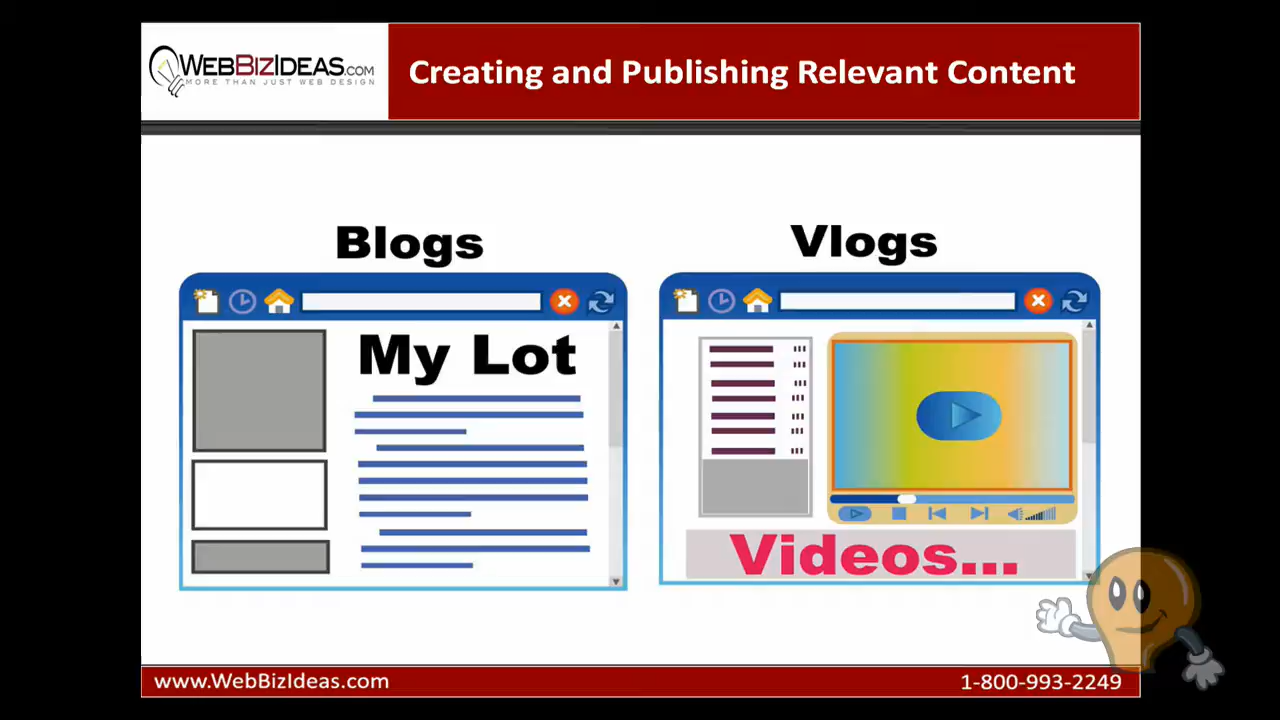 WEBBIZIDEAS.COM
MORE THAN JUST WEB DESIGN
Creating and Publishing Relevant Content
Blogs
Vlogs
My Lot
Videos...
www.WebBizIdeas.com
1-800-993-2249